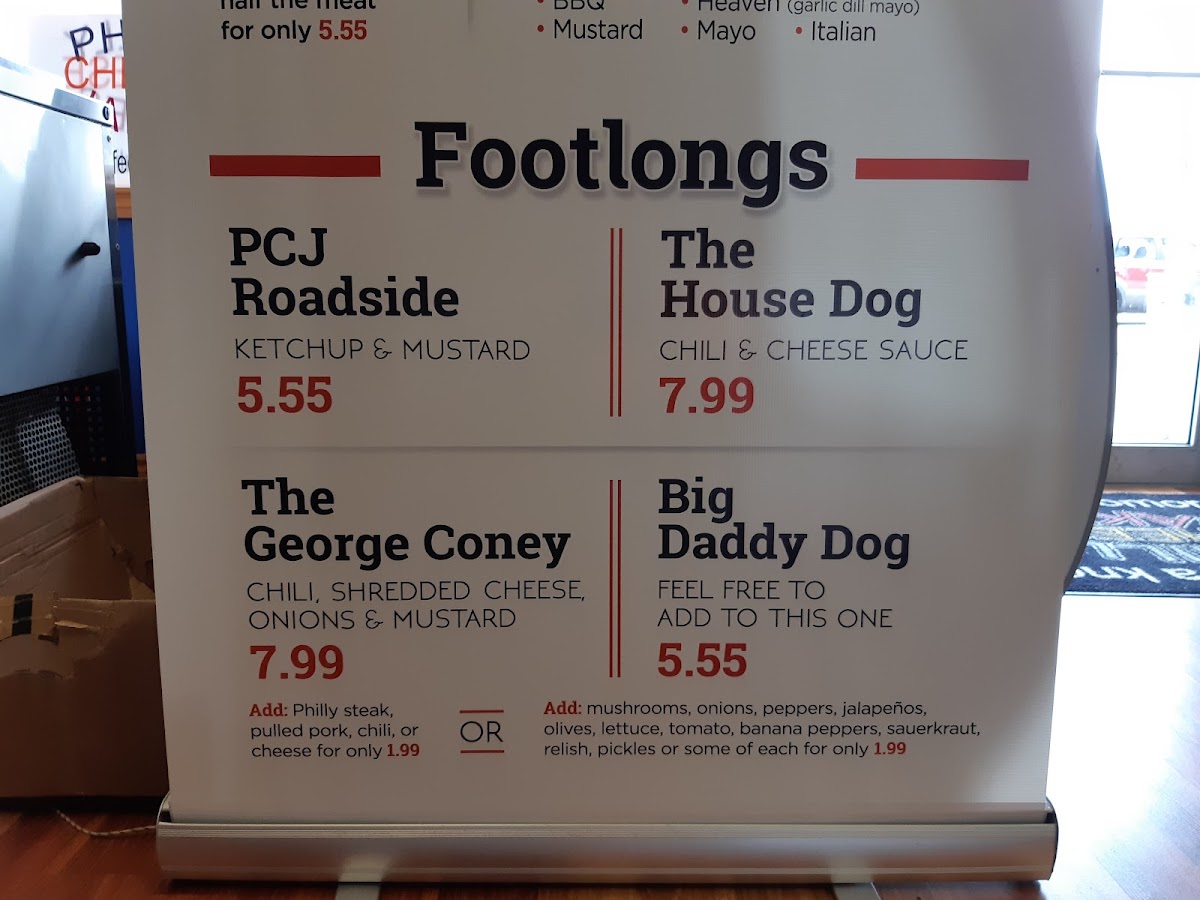 half the meat
for only 5.55
• BBQ
• Heaven (garlic dill mayo)
• Mustard
• Mayo
• Italian
PH
CH
Footlongs
PCJ
Roadside
KETCHUP & MUSTARD
5.55
The
House Dog
CHILI & CHEESE SAUCE
7.99
The
George Coney
CHILI, SHREDDED CHEESE,
ONIONS & MUSTARD
7.99
Big
Daddy Dog
FEEL FREE TO
ADD TO THIS ONE
5.55
Add: Philly steak,
pulled pork, chili, or
cheese for only 1.99
OR
Add: mushrooms, onions, peppers, jalapeños,
olives, lettuce, tomato, banana peppers, sauerkraut,
relish, pickles or some of each for only 1.99